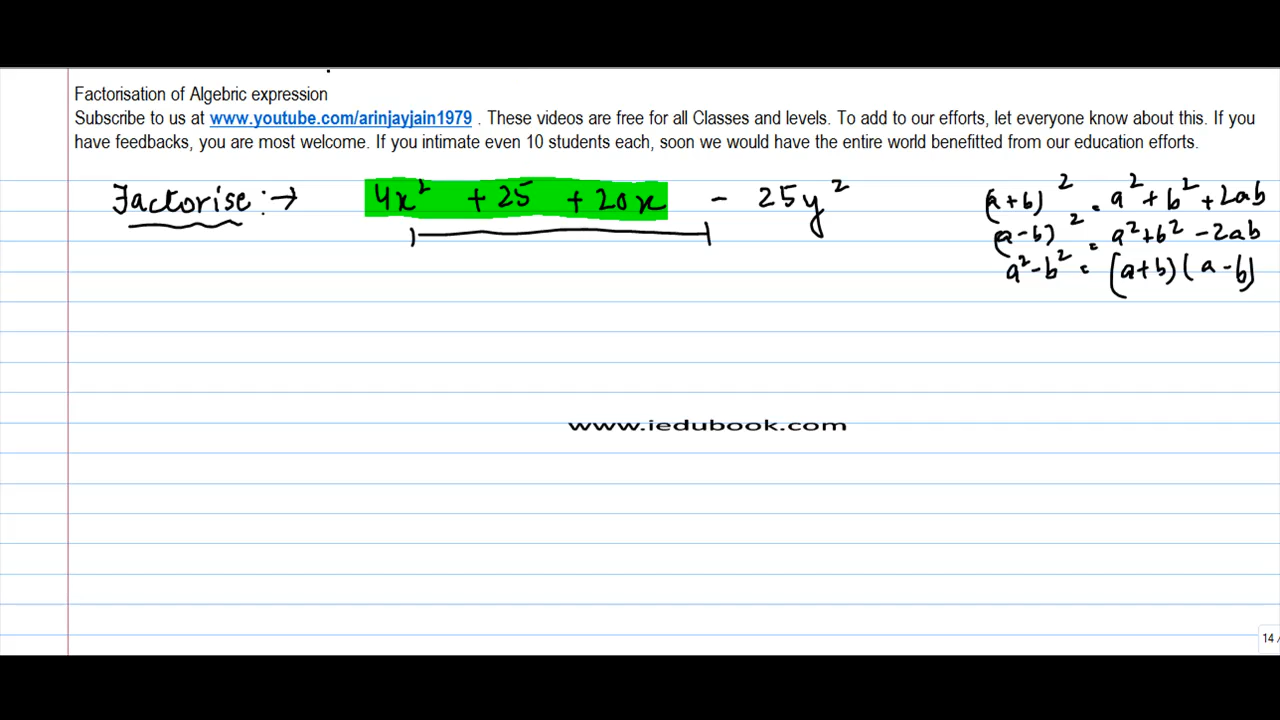 Factorisation of Algebric expression
Subscribe to us at www.youtube.com/arinjayjain1979 . These videos are free for all Classes and levels. To add to our efforts, let everyone know about this. If you
have feedbacks, you are most welcome. If you intimate even 10 students each, soon we would have the entire world benefitted from our education efforts.
Factorise :→ 4x² + 25 + 20x - 25y²
(a+b)² = a² + b² + 2ab
(a-b)² = a² + b² - 2ab
a² - b² = (a+b)(a-b)
www.iedubook.com
14 /